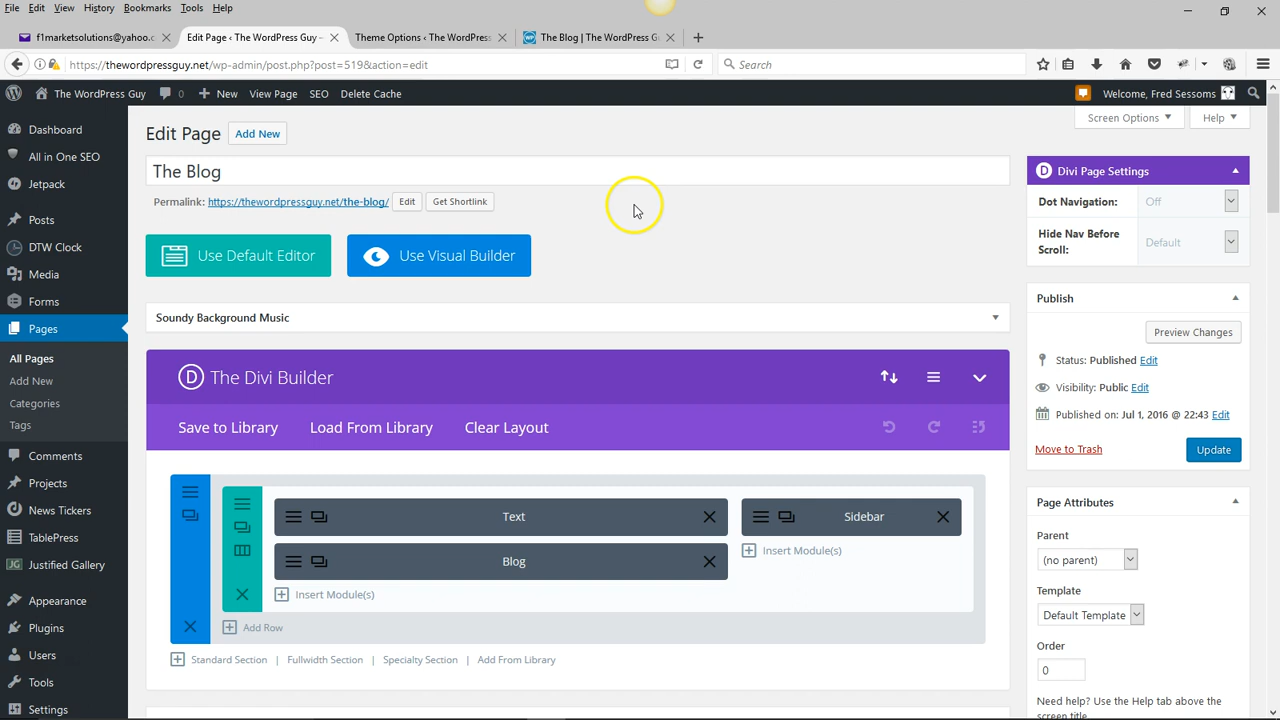 File Edit View History Bookmarks Tools Help
f1marketsolutions@yahoo.c... Edit Page ‹ The WordPress Guy — Theme Options ‹ The WordPress... The Blog | The WordPress Gu...
https://thewordpressguy.net/wp-admin/post.php?post=519&action=edit Search
The WordPress Guy 0 New View Page SEO Delete Cache Welcome, Fred Sessoms
Screen Options Help
Dashboard
All in One SEO
Jetpack
Posts
DTW Clock
Media
Forms
Pages
All Pages
Add New
Categories
Tags
Comments
Projects
News Tickers
TablePress
Justified Gallery
Appearance
Plugins
Users
Tools
Settings
Edit Page Add New
The Blog
Permalink: https://thewordpressguy.net/the-blog/ Edit Get Shortlink
Use Default Editor Use Visual Builder
Soundy Background Music
The Divi Builder
Save to Library Load From Library Clear Layout
Text Sidebar
Blog Insert Module(s)
Insert Module(s)
Add Row
Standard Section | Fullwidth Section | Specialty Section | Add From Library
Divi Page Settings
Dot Navigation: Off
Hide Nav Before Scroll: Default
Publish
Preview Changes
Status: Published Edit
Visibility: Public Edit
Published on: Jul 1, 2016 @ 22:43 Edit
Move to Trash Update
Page Attributes
Parent
(no parent)
Template
Default Template
Order
0
Need help? Use the Help tab above the
screen title.